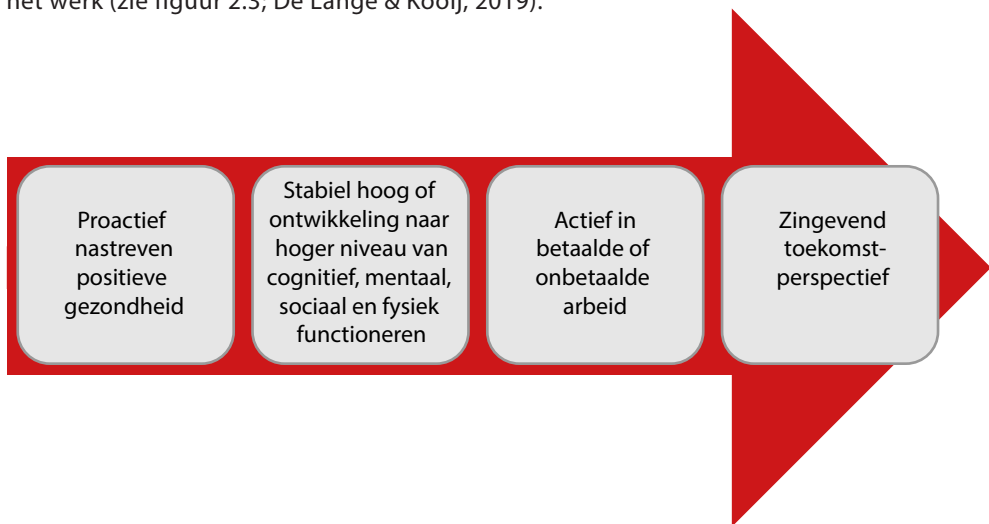 het werk (zie figuur 2.3; De Lange & Kooij, 2019).
Proactief
nastreven
positieve
gezondheid
Stabiel hoog of
ontwikkeling naar
hoger niveau van
cognitief, mentaal,
sociaal en fysiek
functioneren
Actief in
betaalde of
onbetaalde
arbeid
Zingevend
toekomst-
perspectief